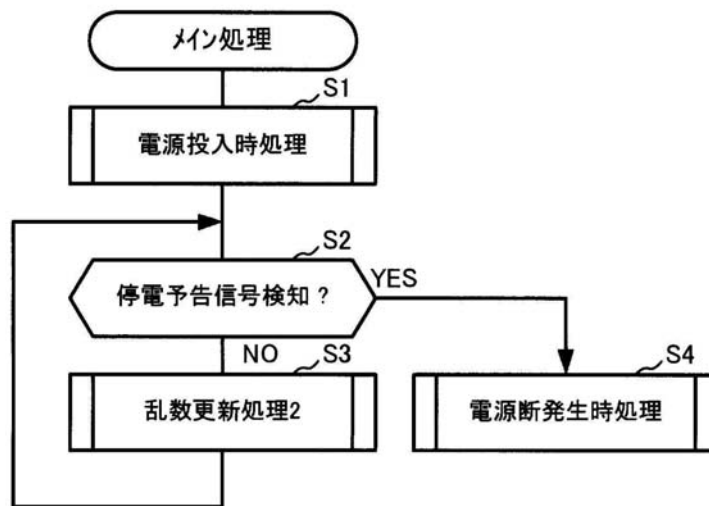 メイン処理
S1
電源投入時処理
S2
停電予告信号検知?
YES
NO
S3
乱数更新処理2
S4
電源断発生時処理